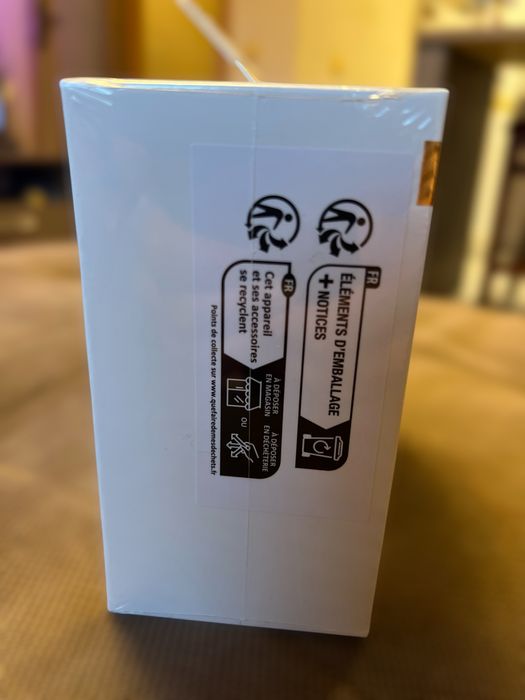 FR
ÉLÉMENTS D'EMBALLAGE
+ NOTICES
FR
Cet appareil
et ses accessoires
se recyclent
À DÉPOSER
EN MAGASIN
OU
À DÉPOSER
EN DÉCHÈTERIE
Points de collecte sur www.quefairedemesdechets.fr